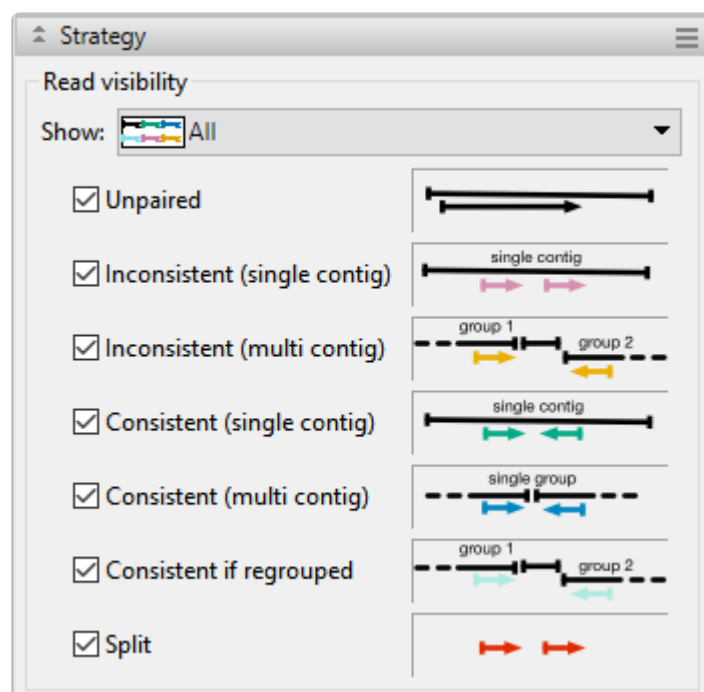 Strategy
Read visibility
Show: All
Unpaired
Inconsistent (single contig)
single contig
Inconsistent (multi contig)
group 1
group 2
Consistent (single contig)
single contig
Consistent (multi contig)
single group
Consistent if regrouped
group 1
group 2
Split